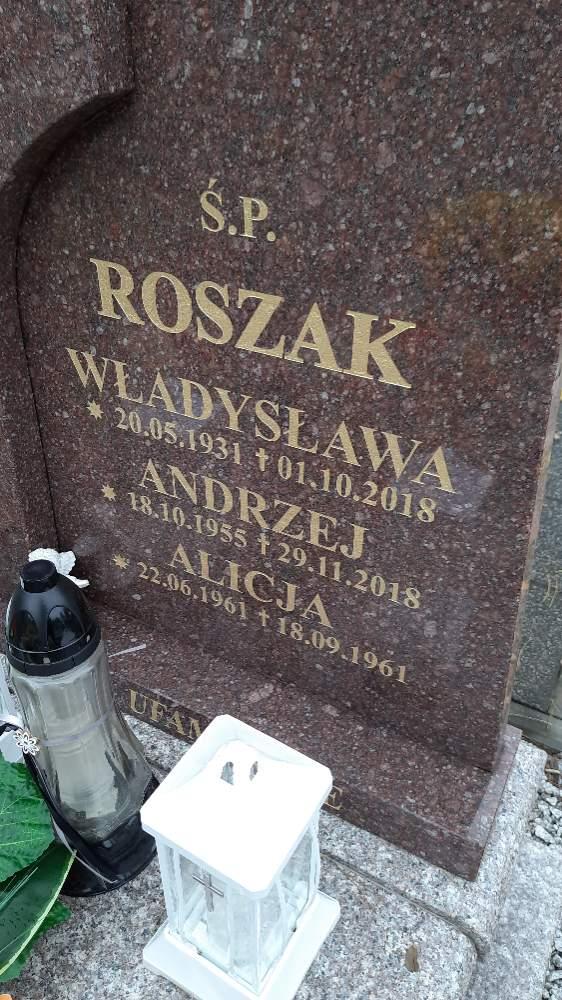 Ś.P.
ROSZAK
WŁADYSŁAWA
* 20.05.1931 † 01.10.2018
ANDRZEJ
* 18.10.1955 † 29.11.2018
ALICJA
* 22.06.1961 † 18.09.1961